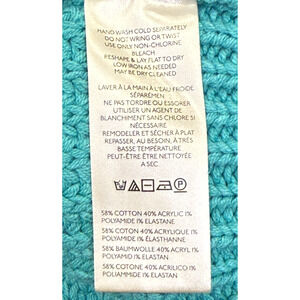 HAND WASH COLD SEPARATELY
DO NOT WRING OR TWIST
USE ONLY NON-CHLORINE
BLEACH
RESHAPE & LAY FLAT TO DRY
LOW IRON AS NEEDED
MAY BE DRY CLEANED
LAVER À LA MAIN À L'EAU FROIDE
SÉPARÉMEN
NE PAS TORDRE OU ESSORER
UTILISER UN AGENT DE
BLANCHIMENT SANS CHLORE SI
NÉCESSAIRE
REMODELER ET SÉCHER À PLAT
REPASSER, AU BESOIN, À TRÈS
BASSE TEMPÉRATURE
PEUT-ÊTRE ÊTRE NETTOYÉE
A SEC
P
58% COTTON 40% ACRYLIC 1%
POLYAMIDE 1% ELASTANE
58% COTON 40% ACRYLIQUE 1%
POLYAMIDE 1% ÉLASTHANNE
58% BAUMWOLLE 40% ACRYL 1%
POLYAMID 1% ELASTAN
58% COTONE 40% ACRILICO 1%
POLIAMMIDE 1% ELASTAN